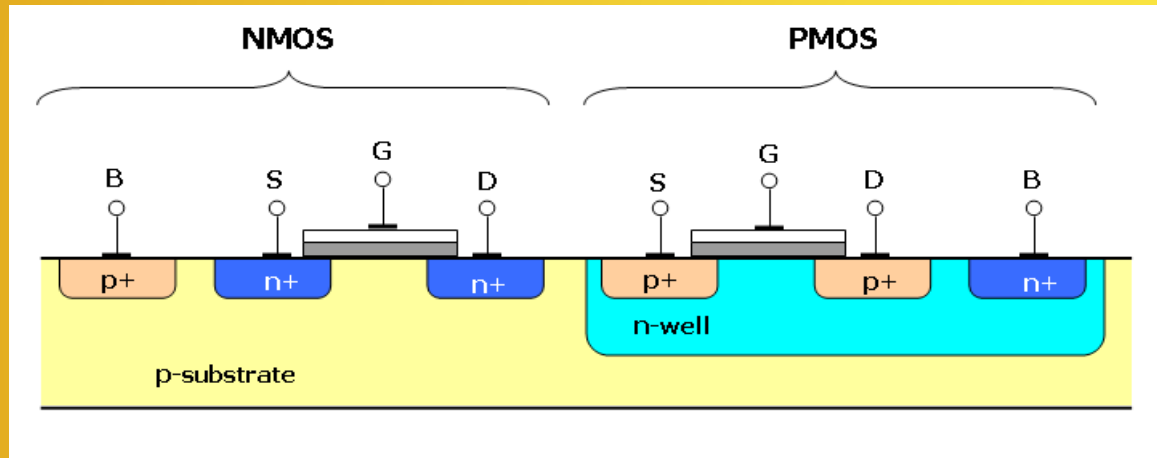 NMOS PMOS
G G
B S D S D B
p+ n+ n+ p+ p+ n+
n-well
p-substrate